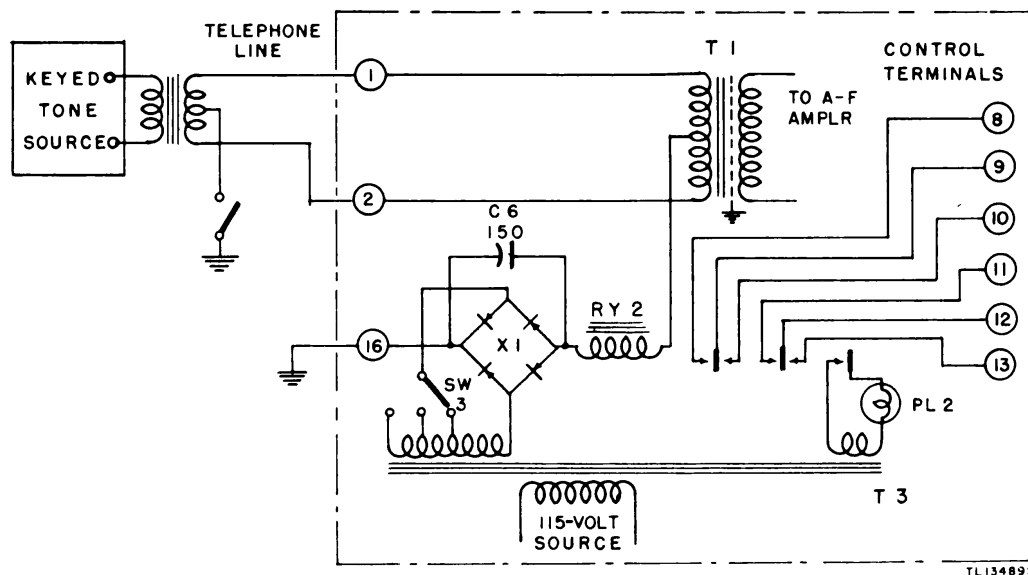 TELEPHONE
LINE
KEYED
TONE
SOURCE
1
2
T 1
TO A-F
AMPLR
CONTROL
TERMINALS
8
9
10
11
12
13
C 6
150
RY 2
X 1
16
SW
3
PL 2
T 3
115-VOLT
SOURCE